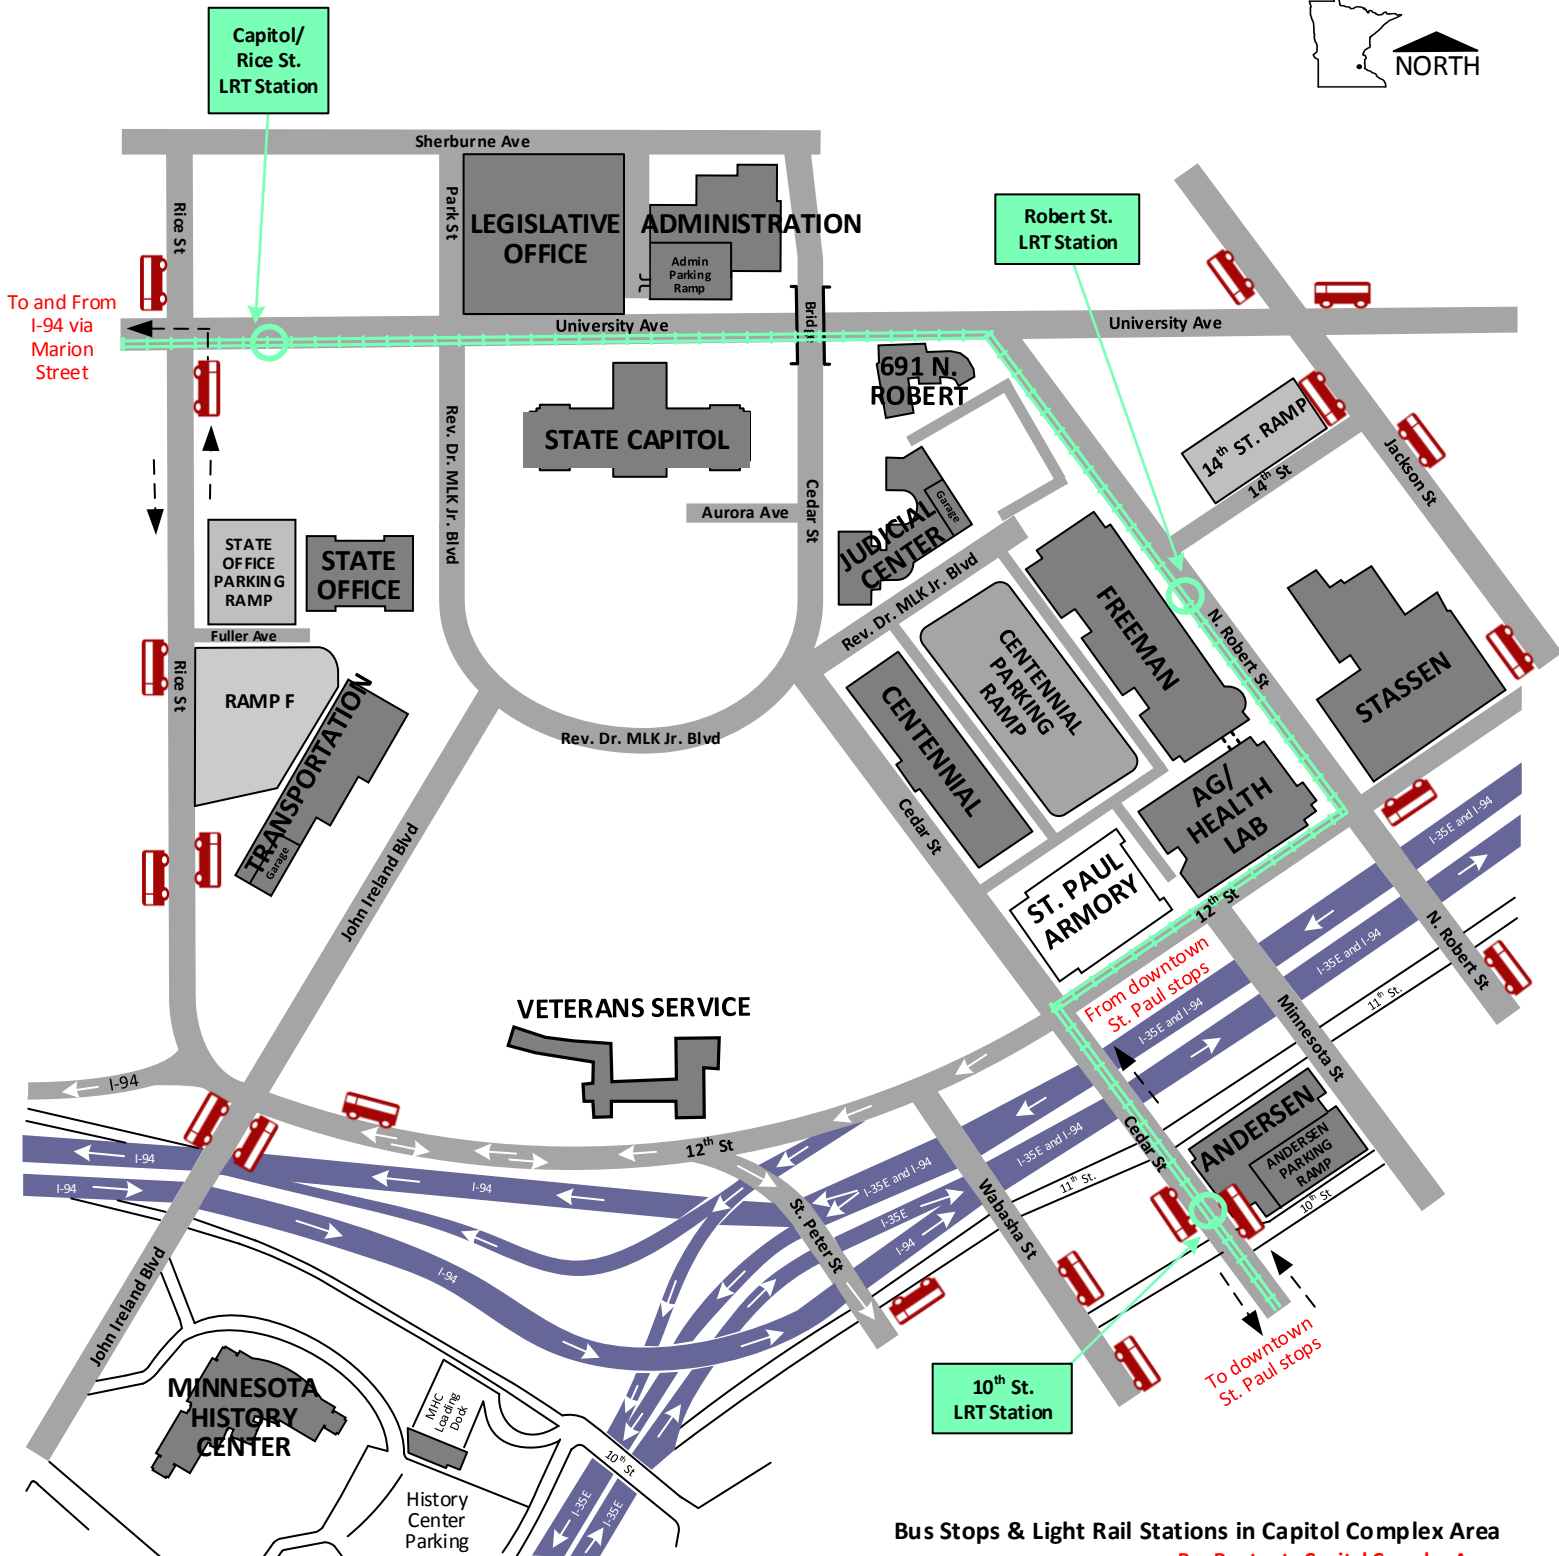 Capitol/
Rice St.
LRT Station
NORTH
Sherburne Ave
Rice St
Park St
LEGISLATIVE
OFFICE
ADMINISTRATION
Admin
Parking
Ramp
Robert St.
LRT Station
To and From
I-94 via
Marion
Street
University Ave
Bridge
University Ave
691 N.
ROBERT
STATE CAPITOL
Rev. Dr. MLK Jr. Blvd
Aurora Ave
Cedar St
JUDICIAL
CENTER
Garage
14th ST. RAMP
14th St
Jackson St
STATE
OFFICE
PARKING
RAMP
STATE
OFFICE
Fuller Ave
Rice St
RAMP F
TRANSPORTATION
Garage
Rev. Dr. MLK Jr. Blvd
Rev. Dr. MLK Jr. Blvd
CENTENNIAL
CENTENNIAL
PARKING
RAMP
FREEMAN
N. Robert St
STASSEN
AG/
HEALTH
LAB
Cedar St
ST. PAUL
ARMORY
12th St
John Ireland Blvd
I-35E and I-94
I-35E and I-94
From downtown
St. Paul stops
I-35E and I-94
N. Robert St
11th St.
Minnesota St
VETERANS SERVICE
I-94
12th St
I-94
I-94
I-94
I-35E and I-94
I-35E and I-94
I-35E
I-94
11th St.
Cedar St
ANDERSEN
ANDERSEN
PARKING
RAMP
10th St
Wabasha St
St. Peter St
I-94
John Ireland Blvd
To downtown
St. Paul stops
10th St.
LRT Station
MINNESOTA
HISTORY
CENTER
MHC
Loading
Dock
10th St
I-35E
I-35E
History
Center
Parking
Bus Stops & Light Rail Stations in Capitol Complex Area